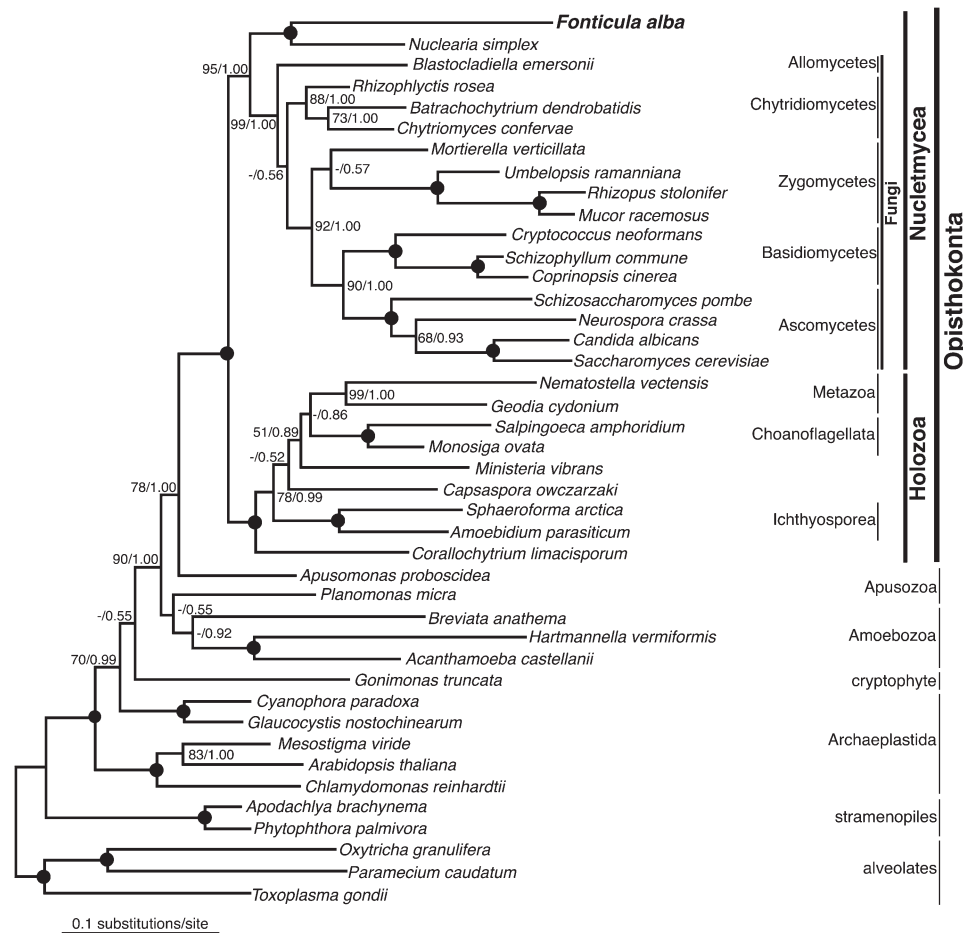 Fonticula alba
Nuclearia simplex
95/1.00
Blastocladiella emersonii
Allomycetes
Rhizophlyctis rosea
88/1.00
Batrachochytrium dendrobatidis
Chytridiomycetes
73/1.00
99/1.00
Chytriomyces confervae
Mortierella verticillata
-/0.57
-/0.56
Umbelopsis ramanniana
Zygomycetes
Rhizopus stolonifer
Mucor racemosus
92/1.00
Cryptococcus neoformans
Basidiomycetes
Schizophyllum commune
Coprinopsis cinerea
90/1.00
Schizosaccharomyces pombe
Neurospora crassa
Ascomycetes
68/0.93
Candida albicans
Saccharomyces cerevisiae
Fungi
Nucletmycea
Opisthokonta
Nematostella vectensis
99/1.00
Metazoa
Geodia cydonium
-/0.86
Salpingoeca amphoridium
51/0.89
Choanoflagellata
Monosiga ovata
-/0.52
Ministeria vibrans
Holozoa
78/1.00
Capsaspora owczarzaki
78/0.99
Sphaeroforma arctica
Ichthyosporea
Amoebidium parasiticum
Corallochytrium limacisporum
90/1.00
Apusomonas proboscidea
Apusozoa
Planomonas micra
-/0.55
-/0.55
Breviata anathema
-/0.92
Hartmannella vermiformis
Amoebozoa
Acanthamoeba castellanii
70/0.99
Gonimonas truncata
cryptophyte
Cyanophora paradoxa
Glaucocystis nostochinearum
Mesostigma viride
Archaeplastida
83/1.00
Arabidopsis thaliana
Chlamydomonas reinhardtii
Apodachlya brachynema
stramenopiles
Phytophthora palmivora
Oxytricha granulifera
alveolates
Paramecium caudatum
Toxoplasma gondii
0.1 substitutions/site